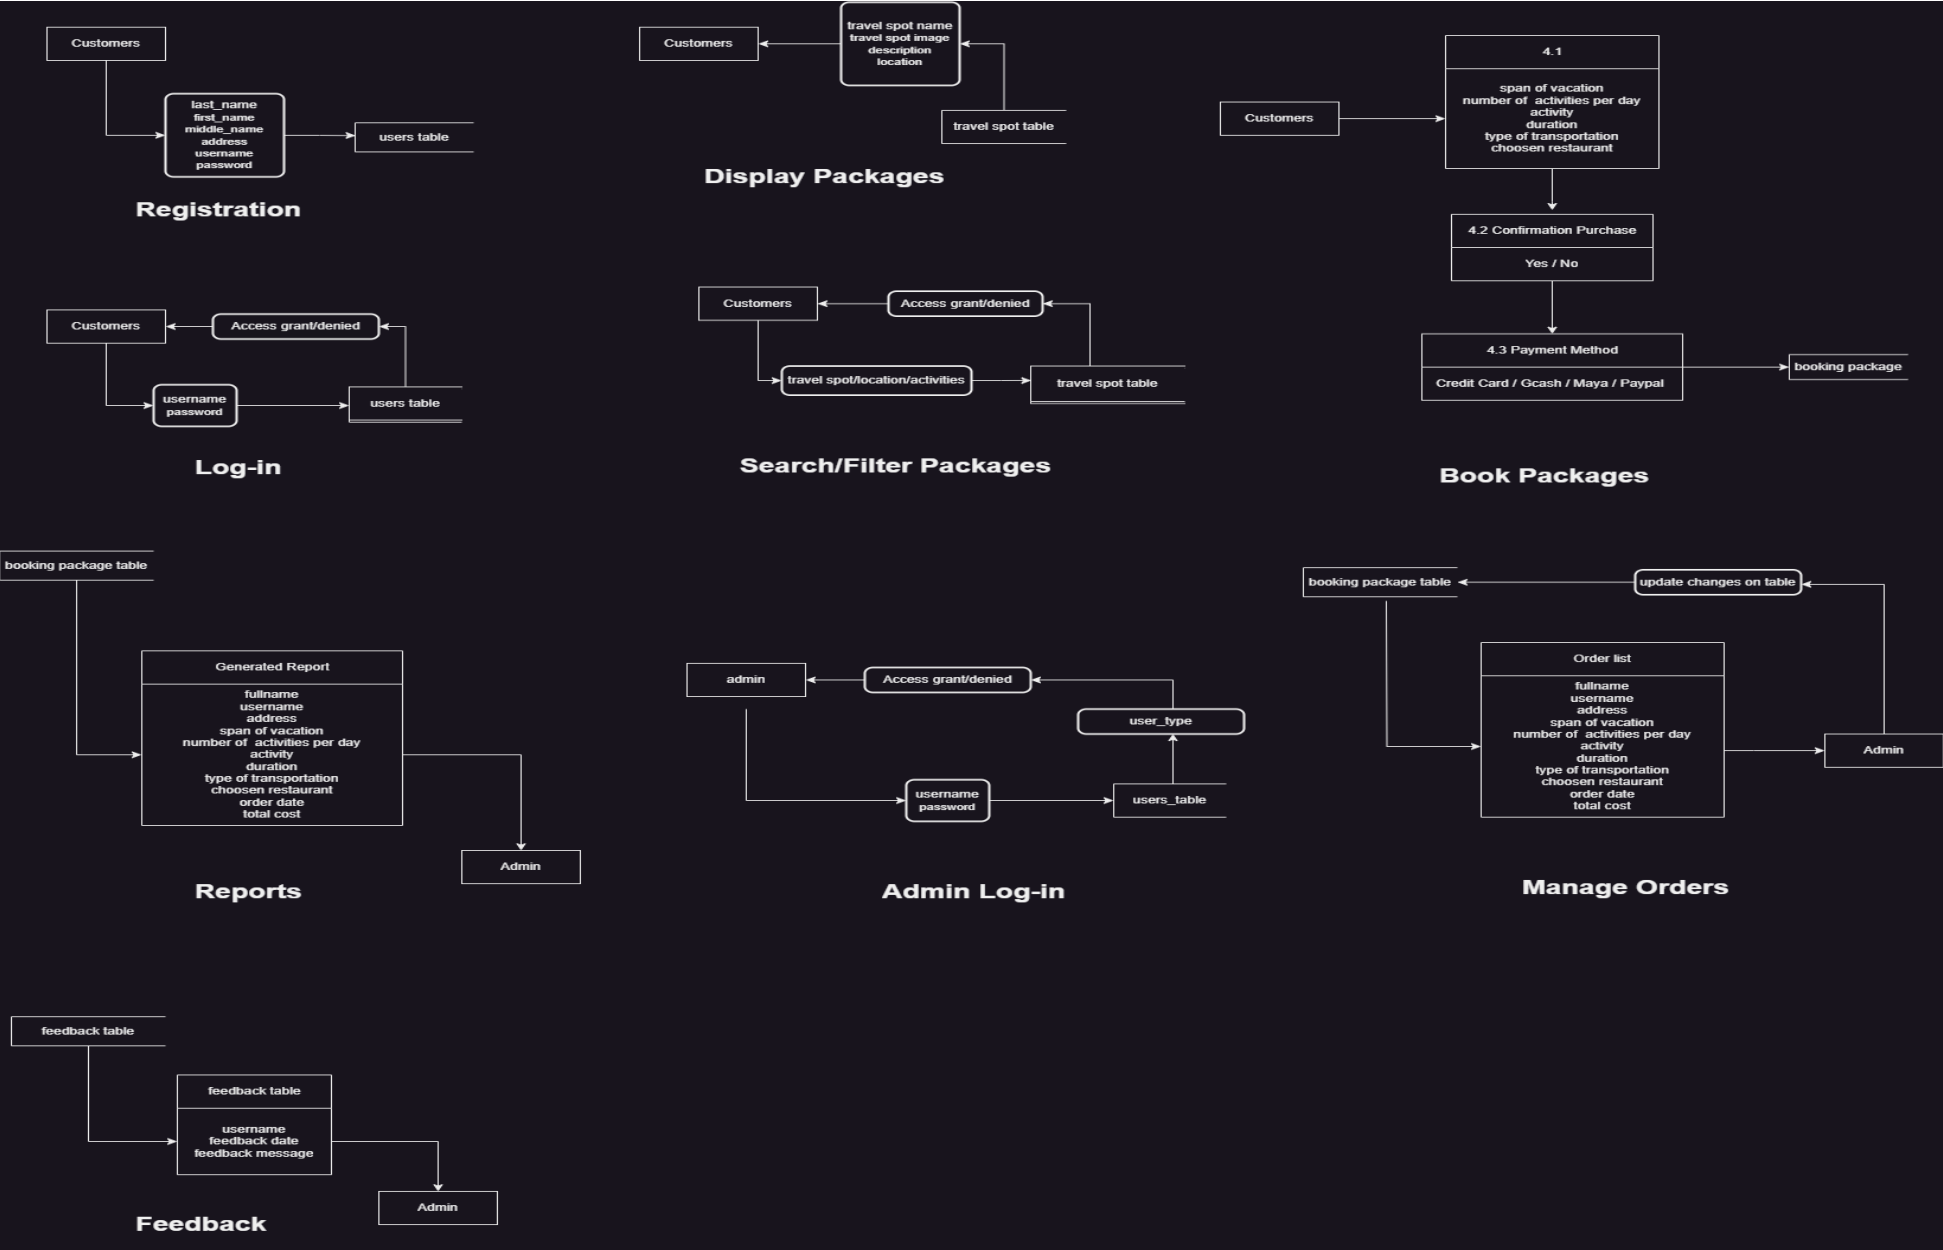 Customers
last_name
first_name
middle_name
address
username
password
users table
Registration
Customers
travel spot name
travel spot image
description
location
travel spot table
Display Packages
Customers
4.1
span of vacation
number of activities per day
activity
duration
type of transportation
choosen restaurant
4.2 Confirmation Purchase
Yes / No
4.3 Payment Method
Credit Card / Gcash / Maya / Paypal
booking package
Book Packages
Customers
Access grant/denied
username
password
users table
Log-in
Customers
Access grant/denied
travel spot/location/activities
travel spot table
Search/Filter Packages
booking package table
Generated Report
fullname
username
address
span of vacation
number of activities per day
activity
duration
type of transportation
choosen restaurant
order date
total cost
Admin
Reports
admin
Access grant/denied
user_type
username
password
users_table
Admin Log-in
booking package table
update changes on table
Order list
fullname
username
address
span of vacation
number of activities per day
activity
duration
type of transportation
choosen restaurant
order date
total cost
Admin
Manage Orders
feedback table
feedback table
username
feedback date
feedback message
Admin
Feedback